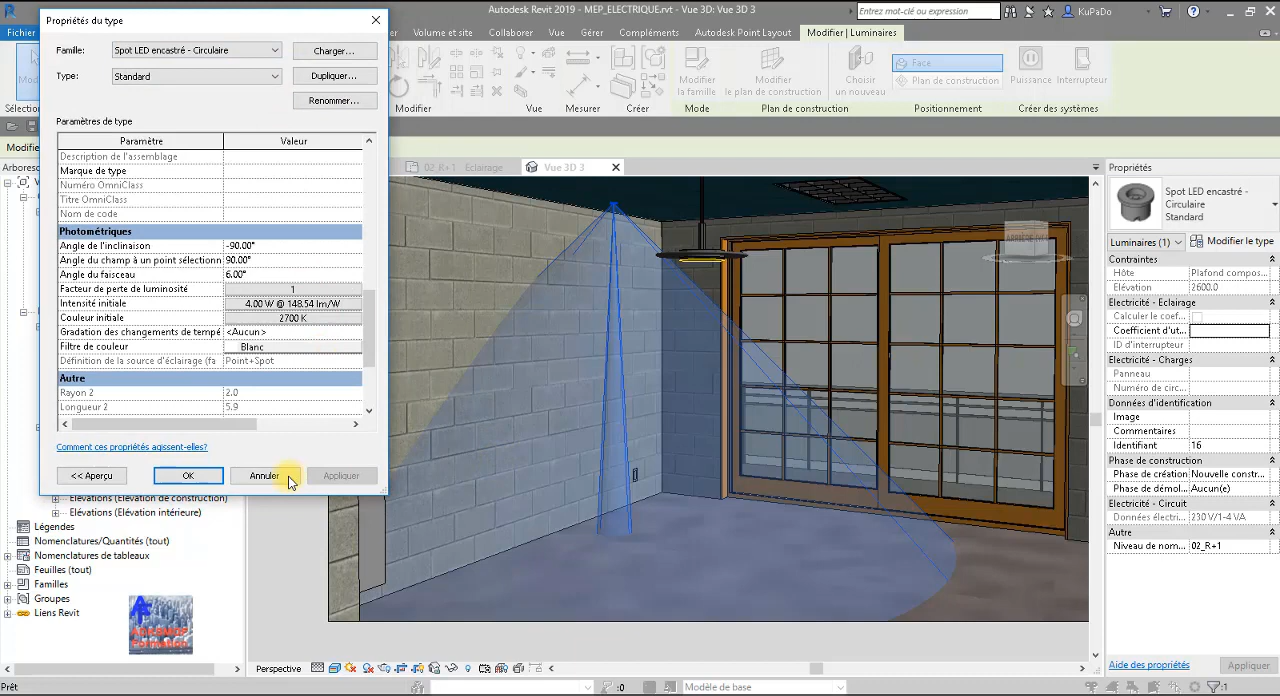 Autodesk Revit 2019 - MEP_ELECTRIQUE.rvt - Vue 3D: Vue 3D 3
Entrez mot-clé ou expression
KuPaDo
Fichier
Volume et site
Collaborer
Vue
Gérer
Compléments
Autodesk Point Layout
Modifier | Luminaires
Modifier
la famille
Modifier
le plan de construction
Choisir
un nouveau
Face
Plan de construction
Puissance
Interrupteur
Sélection
Modifier
Vue
Mesurer
Créer
Mode
Plan de construction
Positionnement
Créer des systèmes
Propriétés du type
Famille:
Spot LED encastré - Circulaire
Charger...
Type:
Standard
Dupliquer...
Renommer...
Paramètres de type
Paramètre
Valeur
Description de l'assemblage
Marque de type
Numéro OmniClass
Titre OmniClass
Nom de code
Photométriques
Angle de l'inclinaison
-90.00°
Angle du champ à un point sélectionn
90.00°
Angle du faisceau
6.00°
Facteur de perte de luminosité
1
Intensité initiale
4.00 W @ 148.54 lm/W
Couleur initiale
2700 K
Gradation des changements de tempé
<Aucun>
Filtre de couleur
Blanc
Définition de la source d'éclairage (fa
Point+Spot
Autre
Rayon 2
2.0
Longueur 2
5.9
Comment ces propriétés agissent-elles?
<< Aperçu
OK
Annuler
Appliquer
02_R+1
Eclairage
Vue 3D 3
Elévations (Elévation de construction)
Elévations (Elévation intérieure)
Légendes
Nomenclatures/Quantités (tout)
Nomenclatures de tableaux
Feuilles (tout)
Familles
Groupes
Liens Revit
Formation
Propriétés
Spot LED encastré -
Circulaire
Standard
Luminaires (1)
Modifier le type
Contraintes
Hôte
Plafond compos...
Elévation
2600.0
Electricité - Eclairage
Calculer le coef...
Coefficient d'ut...
ID d'interrupteur
Electricité - Charges
Panneau
Numéro de circ...
Données d'identification
Image
Commentaires
Identifiant
16
Phase de construction
Phase de création
Nouvelle constr...
Phase de démol...
Aucun(e)
Electricité - Circuit
Données électri...
230 V/1-4 VA
Autre
Niveau de nom...
02_R+1
Aide des propriétés
Appliquer
Perspective
Prêt
:0
Modèle de base
:1